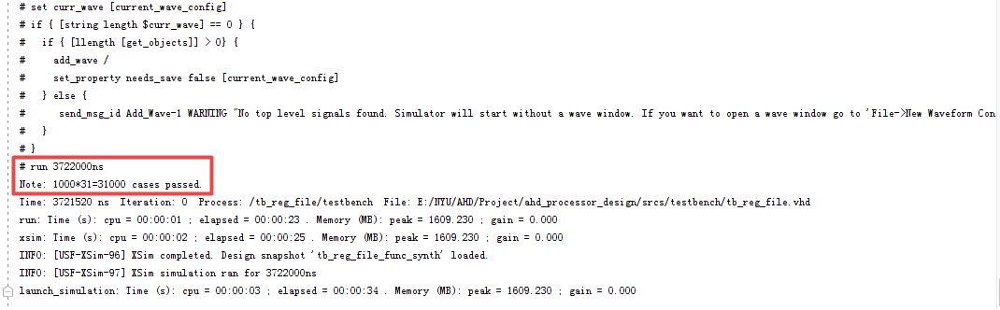 # set curr_wave [current_wave_config]
# if { [string length $curr_wave] == 0 } {
#   if { [llength [get_objects]] > 0} {
#     add_wave /
#     set_property needs_save false [current_wave_config]
#   } else {
#      send_msg_id Add_Wave-1 WARNING "No top level signals found. Simulator will start without a wave window. If you want to open a wave window go to 'File->New Waveform Con
#   }
# }
# run 3722000ns
Note: 1000*31=31000 cases passed.
Time: 3721520 ns  Iteration: 0  Process: /tb_reg_file/testbench  File: E:/NYU/AHD/Project/ahd_processor_design/srcs/testbench/tb_reg_file.vhd
run: Time (s): cpu = 00:00:01 ; elapsed = 00:00:23 . Memory (MB): peak = 1609.230 ; gain = 0.000
xsim: Time (s): cpu = 00:00:02 ; elapsed = 00:00:25 . Memory (MB): peak = 1609.230 ; gain = 0.000
INFO: [USF-XSim-96] XSim completed. Design snapshot 'tb_reg_file_func_synth' loaded.
INFO: [USF-XSim-97] XSim simulation ran for 3722000ns
launch_simulation: Time (s): cpu = 00:00:03 ; elapsed = 00:00:34 . Memory (MB): peak = 1609.230 ; gain = 0.000